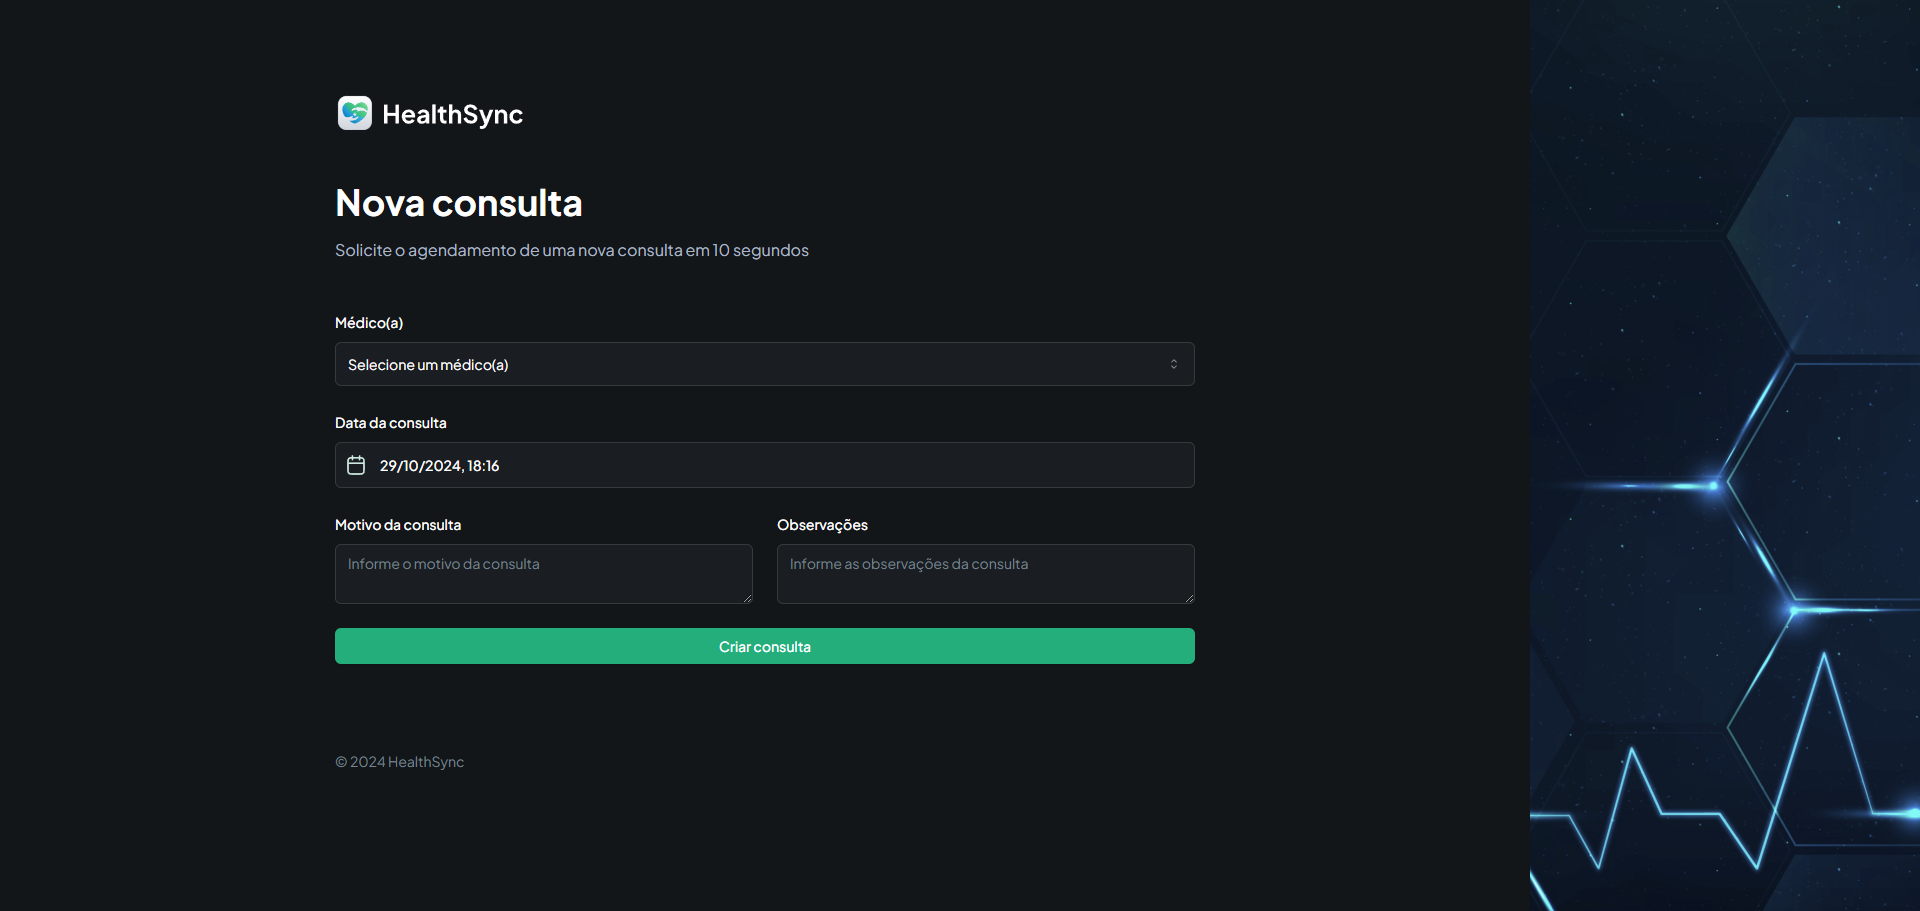 HealthSync
Nova consulta
Solicite o agendamento de uma nova consulta em 10 segundos
Médico(a)
Selecione um médico(a)
Data da consulta
29/10/2024, 18:16
Motivo da consulta
Informe o motivo da consulta
Observações
Informe as observações da consulta
Criar consulta
© 2024 HealthSync